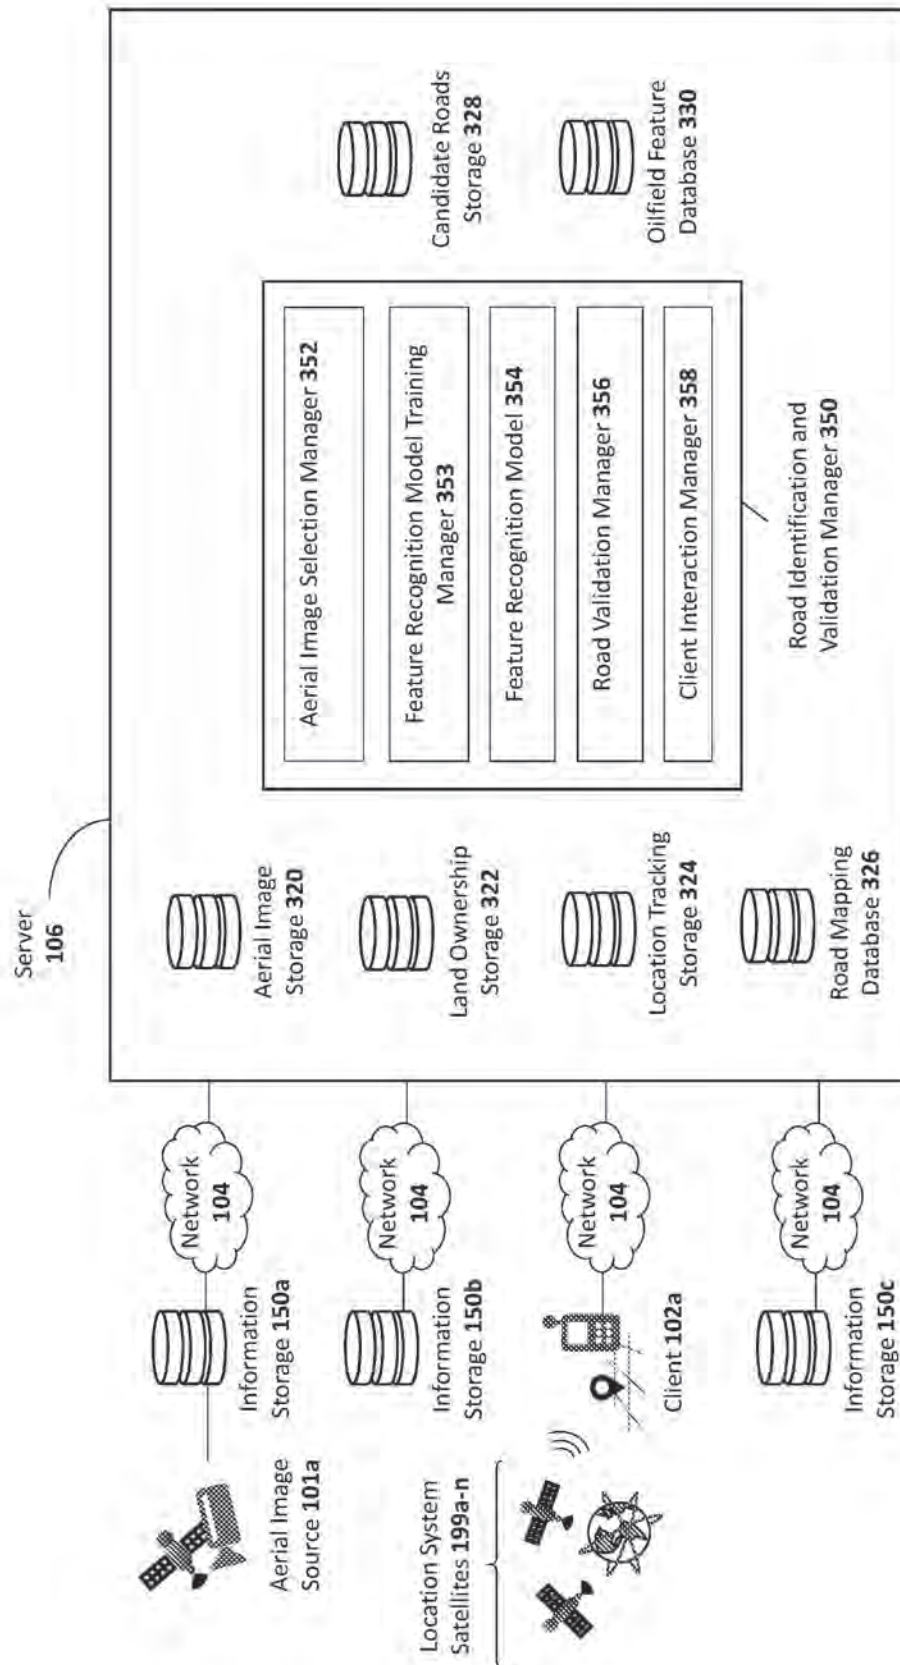 Server
106
Aerial Image
Source 101a
Information
Storage 150a
Network
104
Aerial Image
Storage 320
Location System
Satellites 199a-n
Information
Storage 150b
Network
104
Land Ownership
Storage 322
Client 102a
Network
104
Location Tracking
Storage 324
Information
Storage 150c
Network
104
Road Mapping
Database 326
Aerial Image Selection Manager 352
Feature Recognition Model Training
Manager 353
Feature Recognition Model 354
Road Validation Manager 356
Client Interaction Manager 358
Road Identification and
Validation Manager 350
Candidate Roads
Storage 328
Oilfield Feature
Database 330